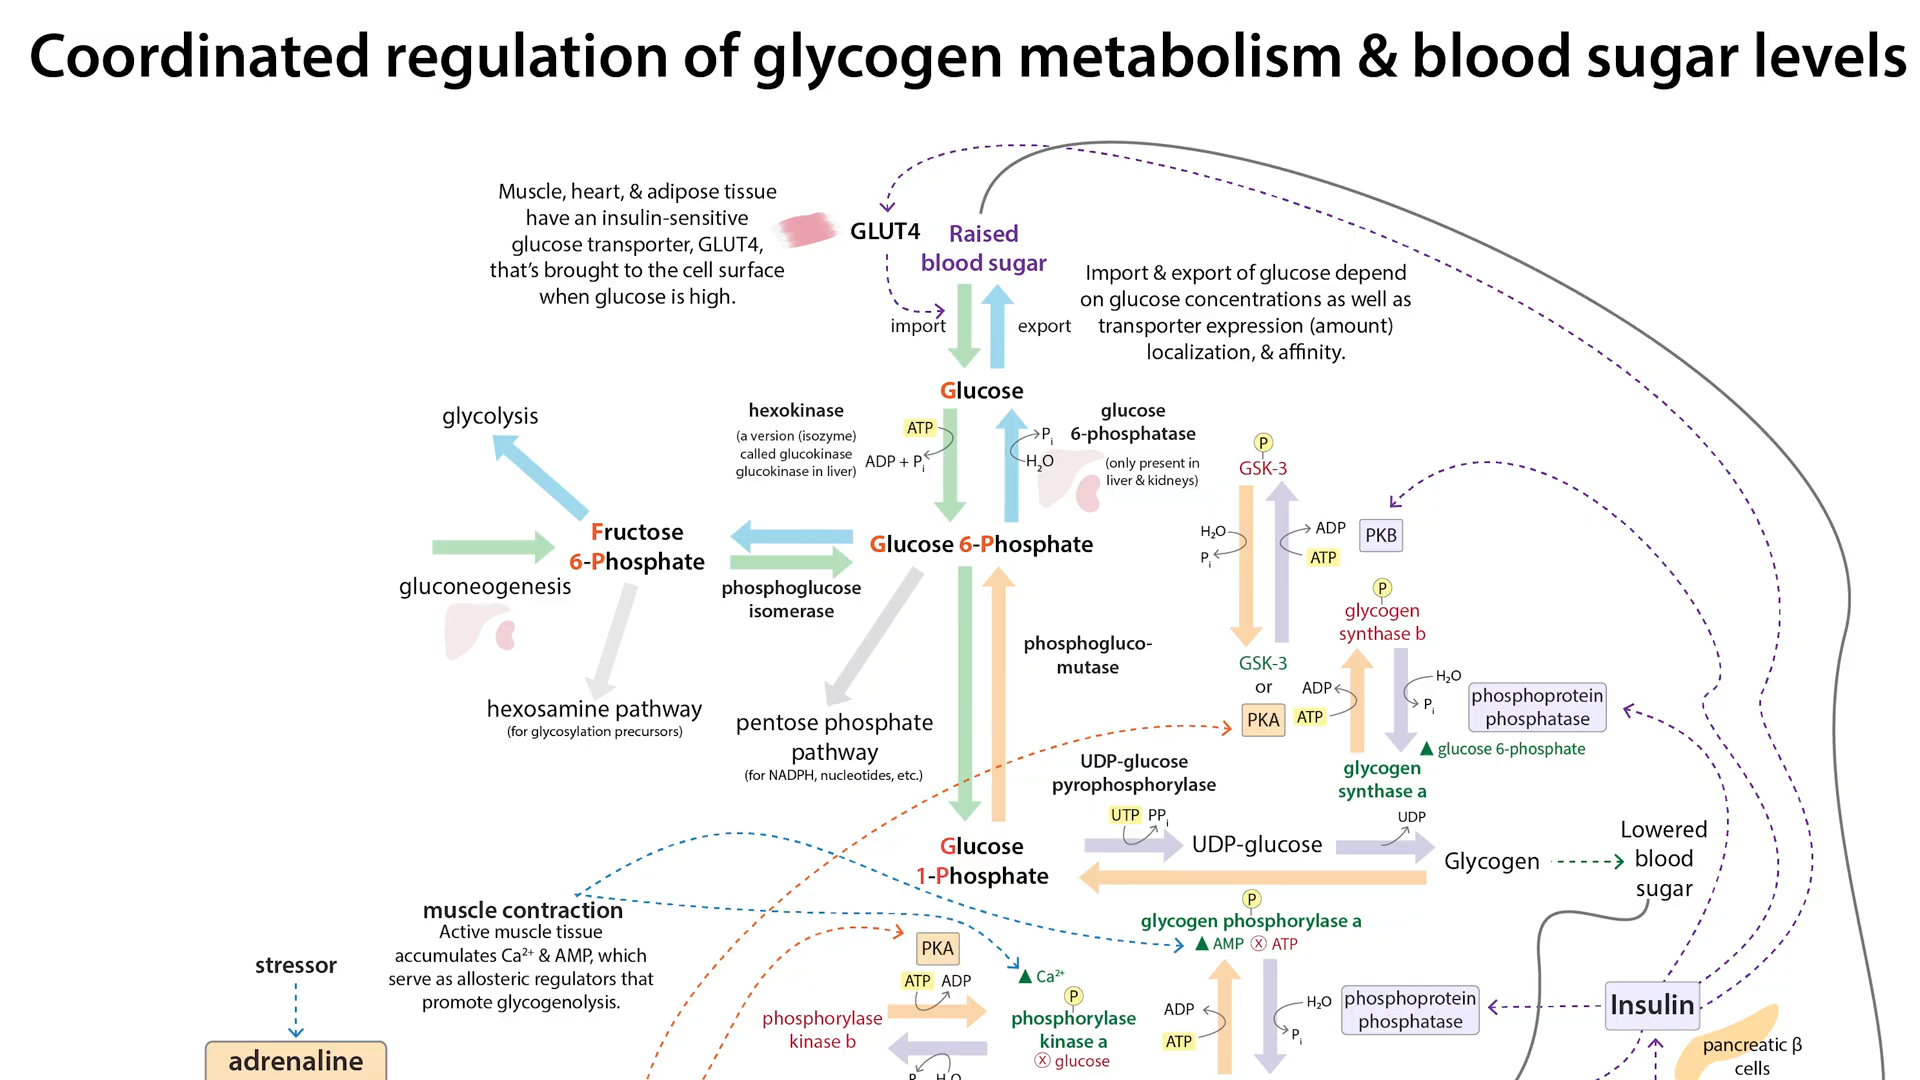 Coordinated regulation of glycogen metabolism & blood sugar levels
Muscle, heart, & adipose tissue
have an insulin-sensitive
glucose transporter, GLUT4,
that's brought to the cell surface
when glucose is high.
GLUT4
Raised
blood sugar
Import & export of glucose depend
on glucose concentrations as well as
transporter expression (amount)
localization, & affinity.
import
export
Glucose
hexokinase
(a version (isozyme)
called glucokinase
glucokinase in liver)
ATP
ADP + Pi
Pi
H₂O
glucose
6-phosphatase
(only present in
liver & kidneys)
glycolysis
gluconeogenesis
Fructose
6-Phosphate
phosphoglucose
isomerase
Glucose 6-Phosphate
hexosamine pathway
(for glycosylation precursors)
pentose phosphate
pathway
(for NADPH, nucleotides, etc.)
phosphogluco-
mutase
P
GSK-3
H₂O
Pi
ADP
ATP
PKB
GSK-3
or
PKA
P
glycogen
synthase b
ADP
ATP
H₂O
Pi
phosphoprotein
phosphatase
▲ glucose 6-phosphate
glycogen
synthase a
UDP-glucose
pyrophosphorylase
UTP
PPi
UDP-glucose
UDP
Glycogen
Lowered
blood
sugar
Glucose
1-Phosphate
muscle contraction
Active muscle tissue
accumulates Ca²⁺ & AMP, which
serve as allosteric regulators that
promote glycogenolysis.
stressor
adrenaline
PKA
ATP
ADP
phosphorylase
kinase b
▲ Ca²⁺
P
phosphorylase
kinase a
ⓧ glucose
P
glycogen phosphorylase a
▲ AMP ⓧ ATP
ADP
ATP
H₂O
Pi
phosphoprotein
phosphatase
Insulin
pancreatic β
cells